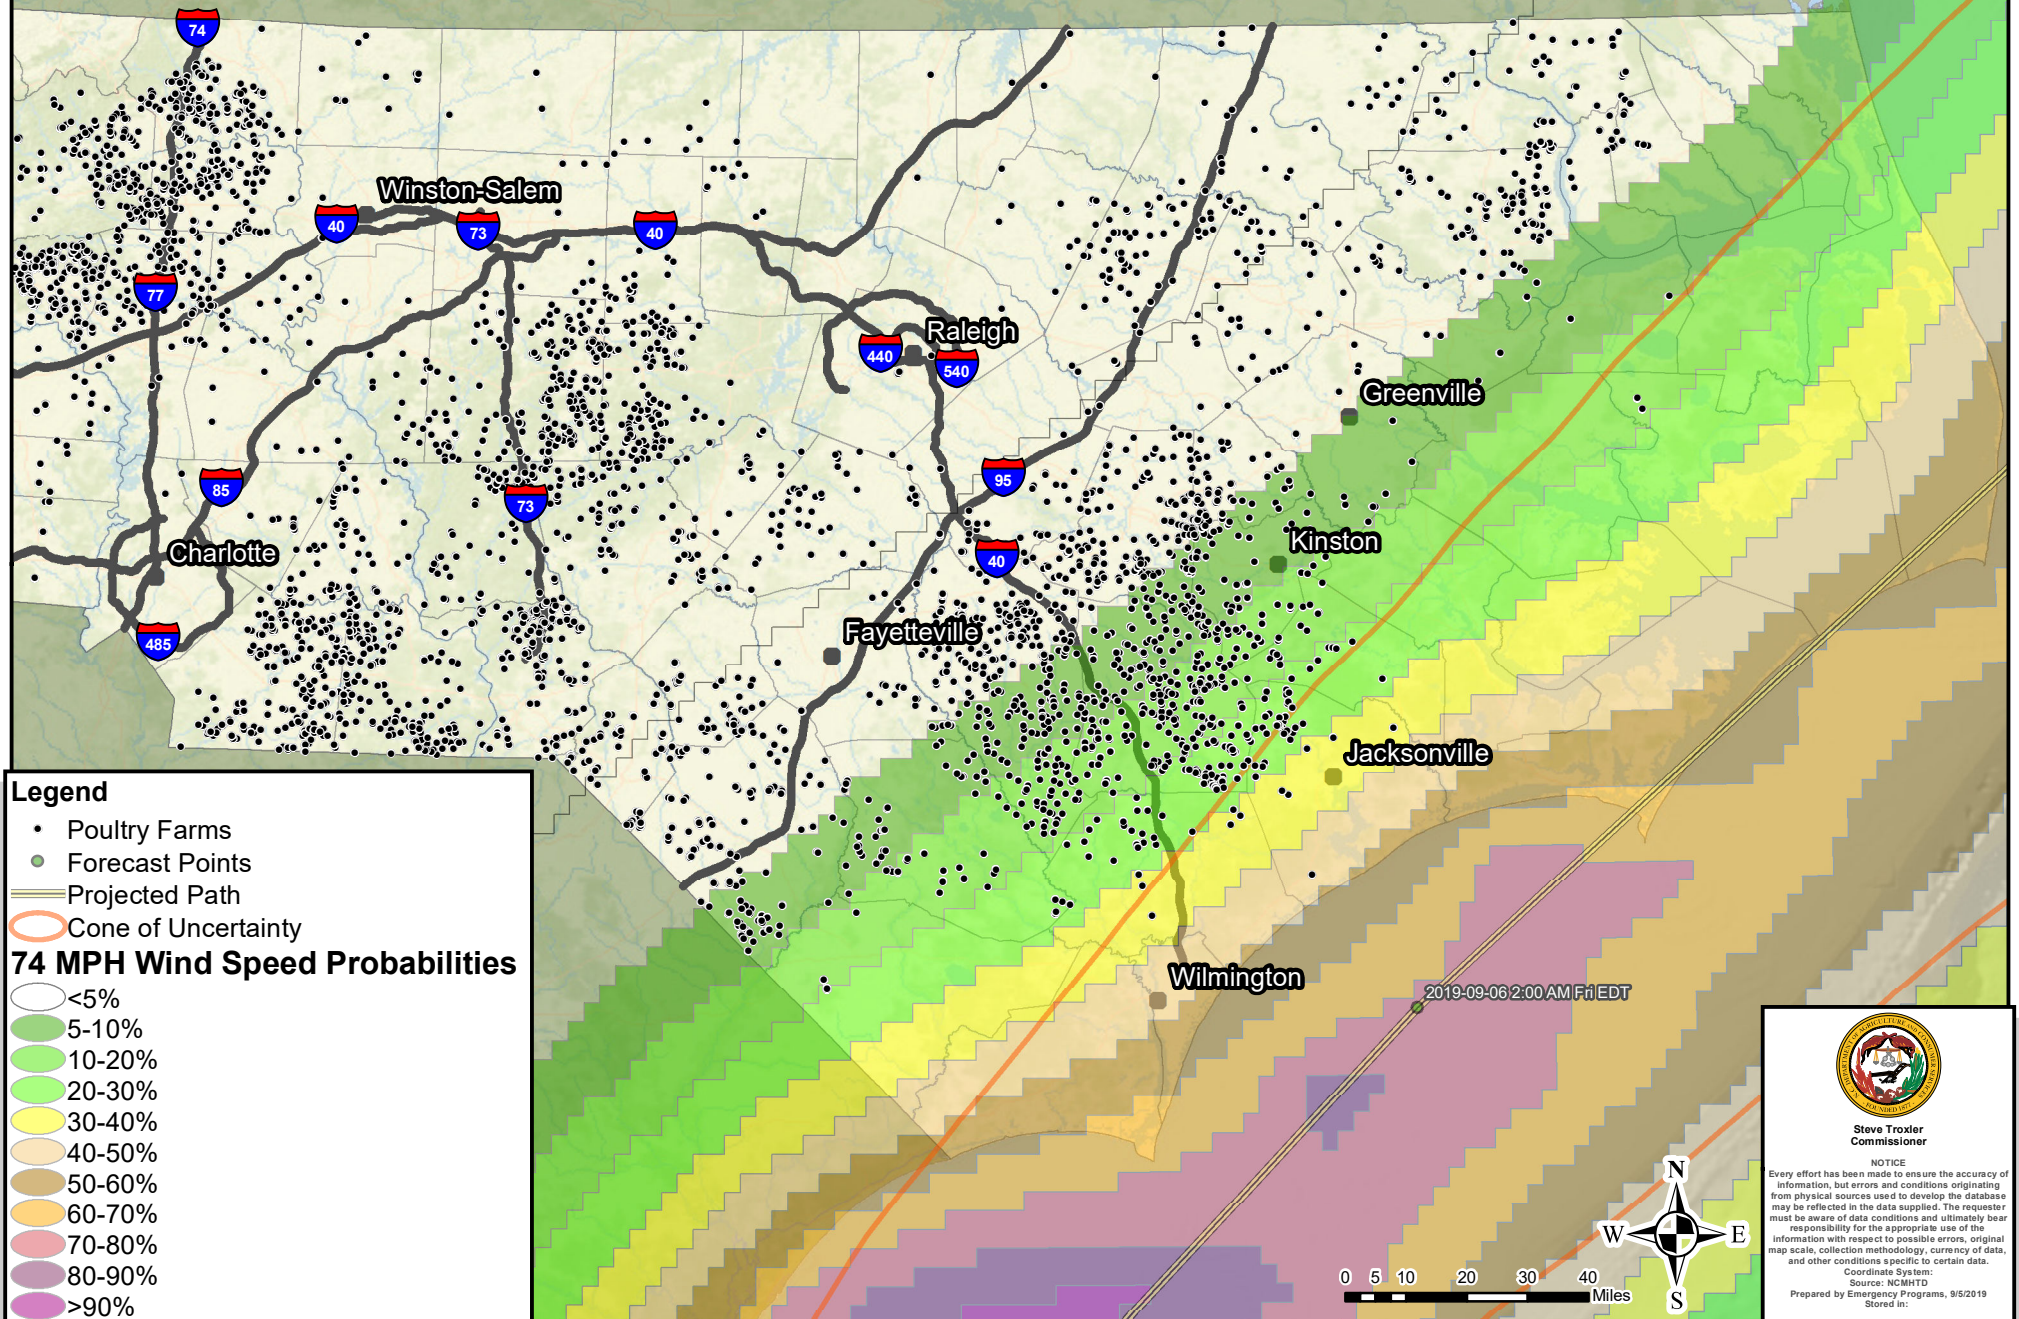 74
Winston-Salem
40
73
40
77
Raleigh
440
540
Greenville
95
85
73
Kinston
Charlotte
40
Fayetteville
485
Jacksonville
Wilmington
2019-09-06 2:00 AM Fri EDT
Legend
Poultry Farms
Forecast Points
Projected Path
Cone of Uncertainty
74 MPH Wind Speed Probabilities
<5%
5-10%
10-20%
20-30%
30-40%
40-50%
50-60%
60-70%
70-80%
80-90%
>90%
0 5 10 20 30 40
Miles
N
W E
S
Steve Troxler
Commissioner
NOTICE
Every effort has been made to ensure the accuracy of
information, but errors and conditions originating
from physical sources used to develop the database
may be reflected in the data supplied. The requester
must be aware of data conditions and ultimately bear
responsibility for the appropriate use of the
information with respect to possible errors, original
map scale, collection methodology, currency of data,
and other conditions specific to certain data.
Coordinate System:
Source: NCMHTD
Prepared by Emergency Programs, 9/5/2019
Stored in: